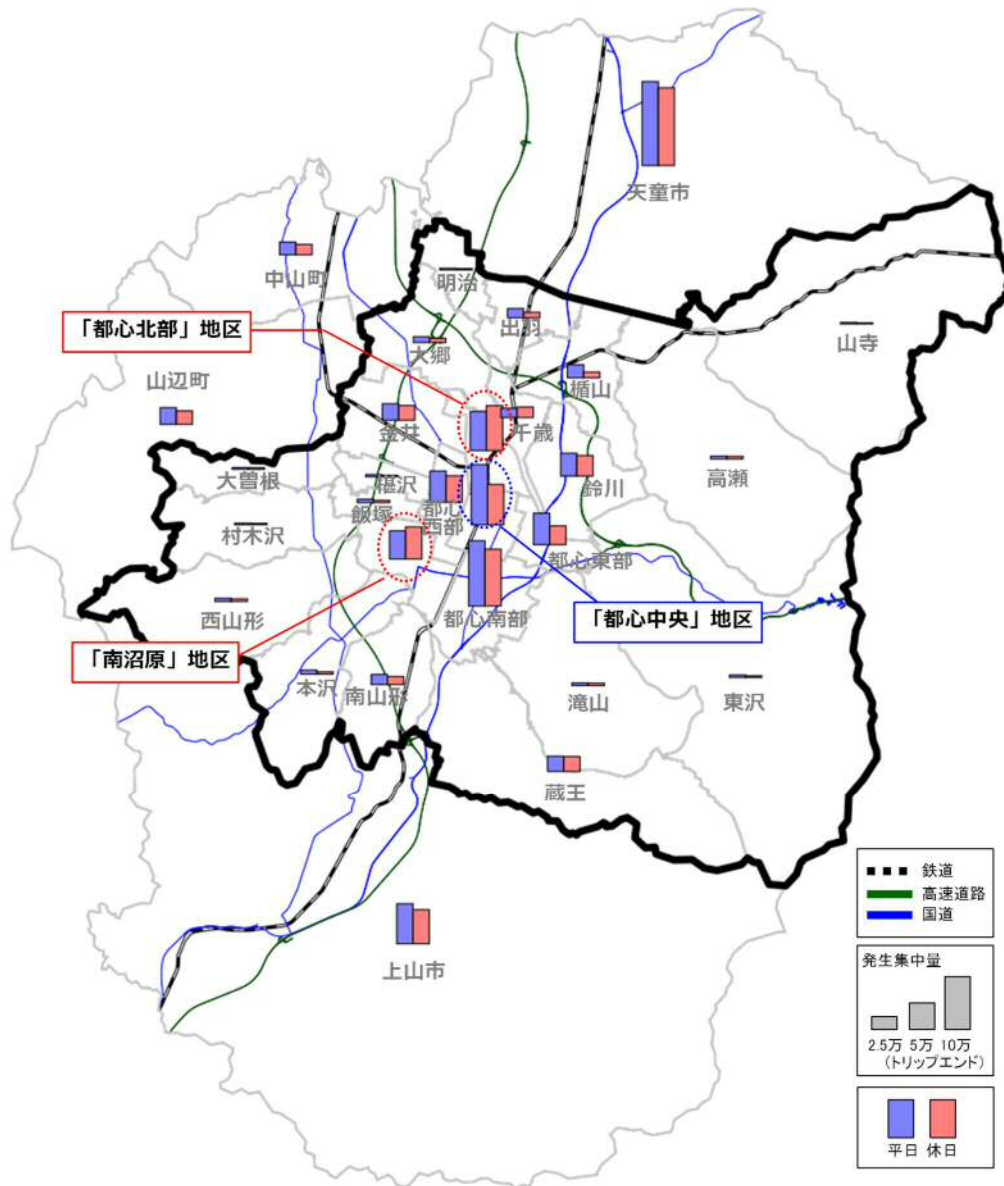 天童市
中山町
明治
「都心北部」地区
出羽
大郷
山寺
山辺町
楯山
金井
千歳
大曽根
椹沢
都心
西部
鈴川
高瀬
飯塚
村木沢
都心東部
西山形
都心南部
「都心中央」地区
「南沼原」地区
本沢
南山形
滝山
東沢
蔵王
上山市
鉄道
高速道路
国道
発生集中量
2.5万 5万 10万
(トリップエンド)
平日 休日